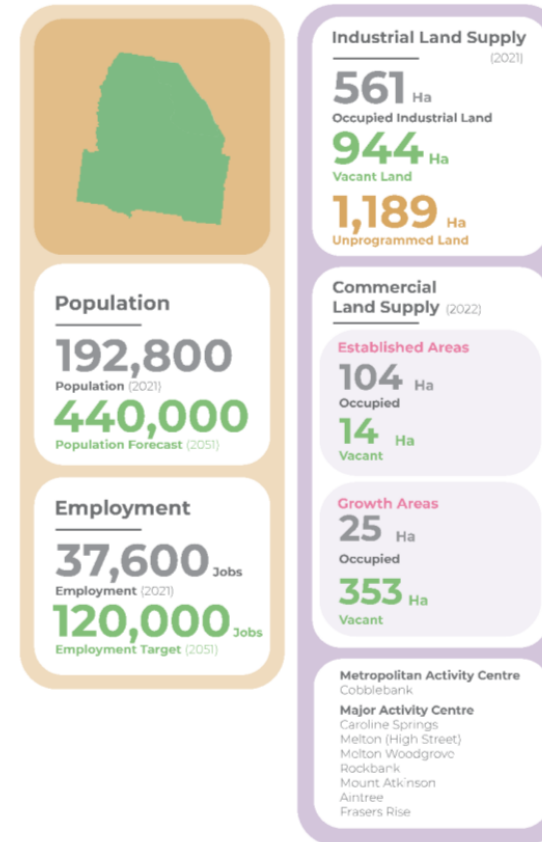 Population
192,800
Population (2021)
440,000
Population Forecast (2051)
Employment
37,600 Jobs
Employment (2021)
120,000 Jobs
Employment Target (2051)
Industrial Land Supply
(2021)
561 Ha
Occupied Industrial Land
944 Ha
Vacant Land
1,189 Ha
Unprogrammed Land
Commercial
Land Supply (2022)
Established Areas
104 Ha
Occupied
14 Ha
Vacant
Growth Areas
25 Ha
Occupied
353 Ha
Vacant
Metropolitan Activity Centre
Cobblebank
Major Activity Centre
Caroline Springs
Melton (High Street)
Melton Woodgrove
Rockbank
Mount Atkinson
Aintree
Frasers Rise